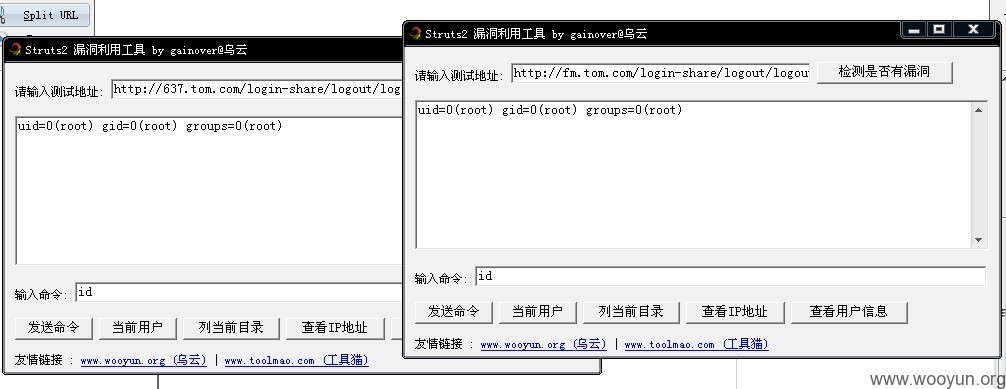 Split URL
Struts2 漏洞利用工具 by gainover@乌云
请输入测试地址: http://637.tom.com/login-share/logout/log
uid=0(root) gid=0(root) groups=0(root)
输入命令: id
发送命令 当前用户 列当前目录 查看IP地址
友情链接 : www.wooyun.org (乌云) | www.toolmao.com (工具猫)
Struts2 漏洞利用工具 by gainover@乌云
请输入测试地址: http://fm.tom.com/login-share/logout/logou 检测是否有漏洞
uid=0(root) gid=0(root) groups=0(root)
输入命令: id
发送命令 当前用户 列当前目录 查看IP地址 查看用户信息
友情链接 : www.wooyun.org (乌云) | www.toolmao.com (工具猫)
www.wooyun.org